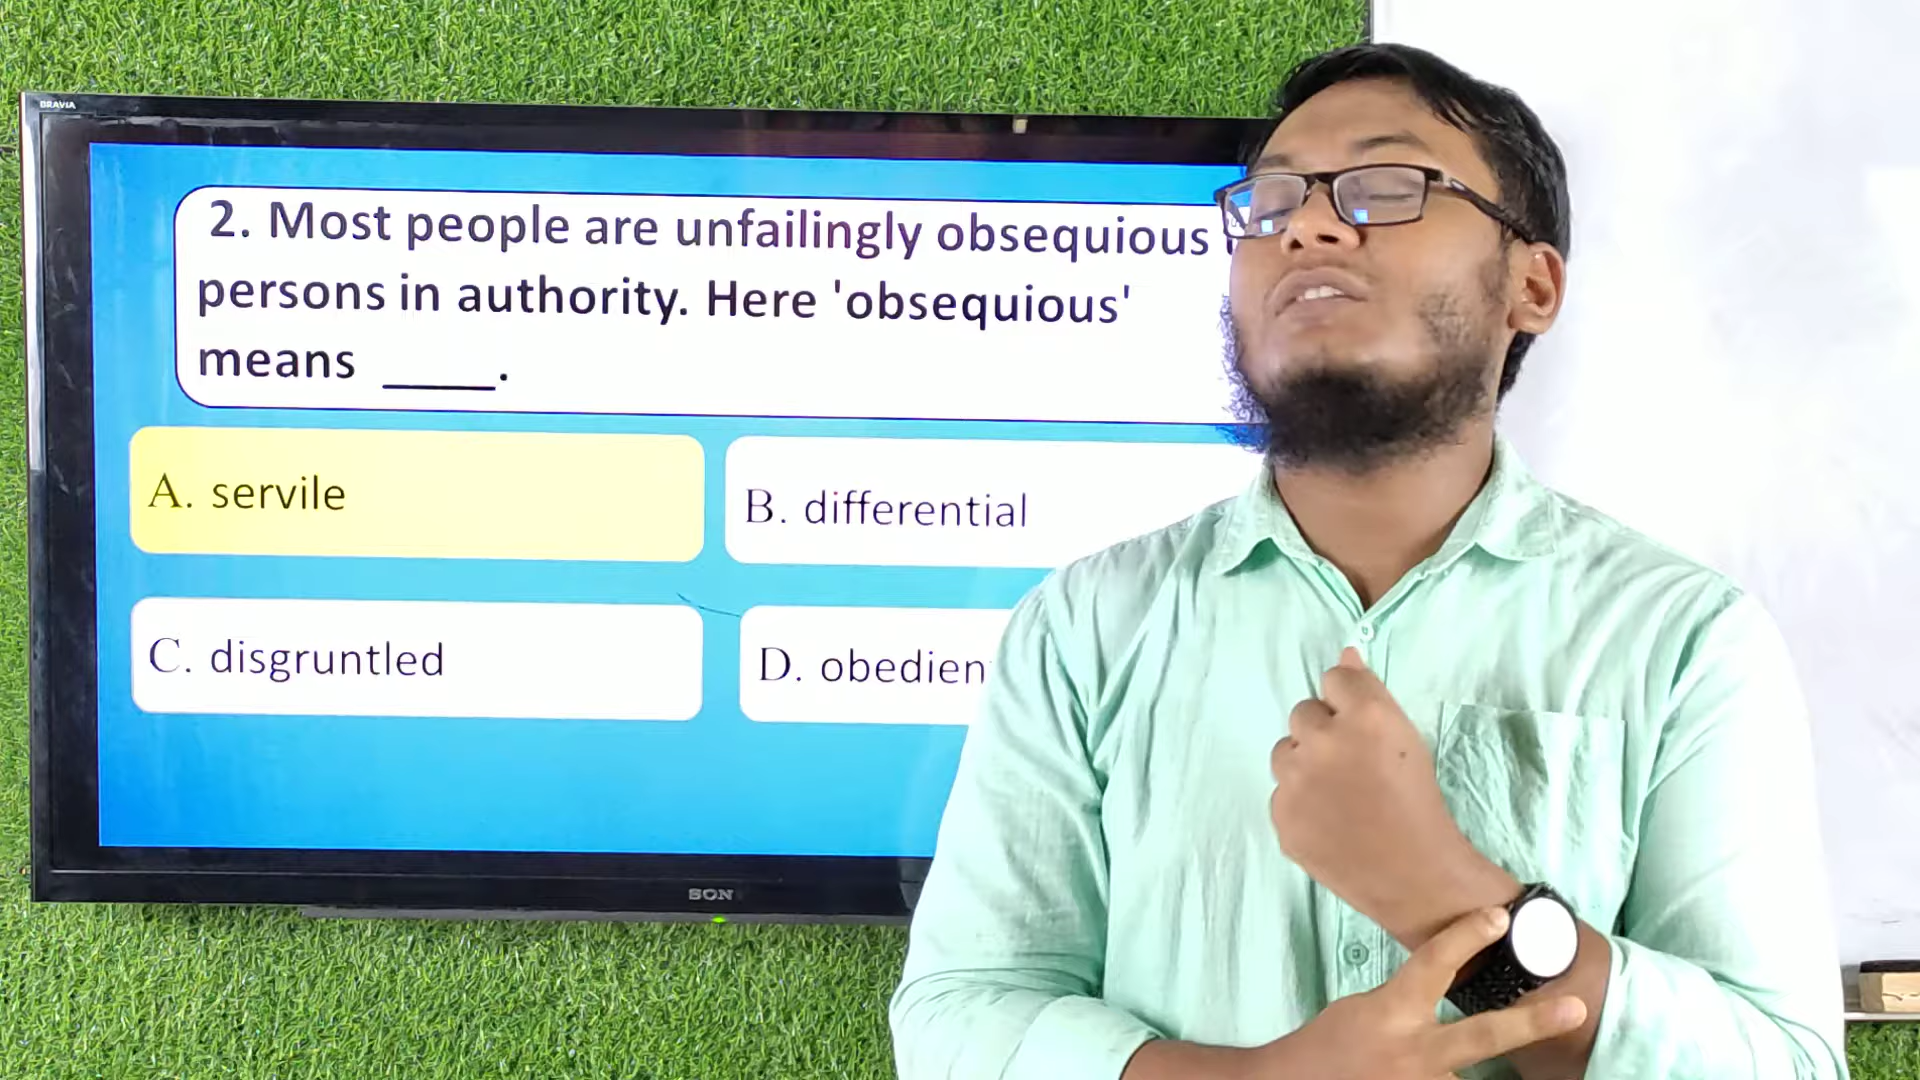 BRAVIA
2. Most people are unfailingly obsequious
persons in authority. Here 'obsequious'
means ____.
A. servile
B. differential
C. disgruntled
D. obedien
SON